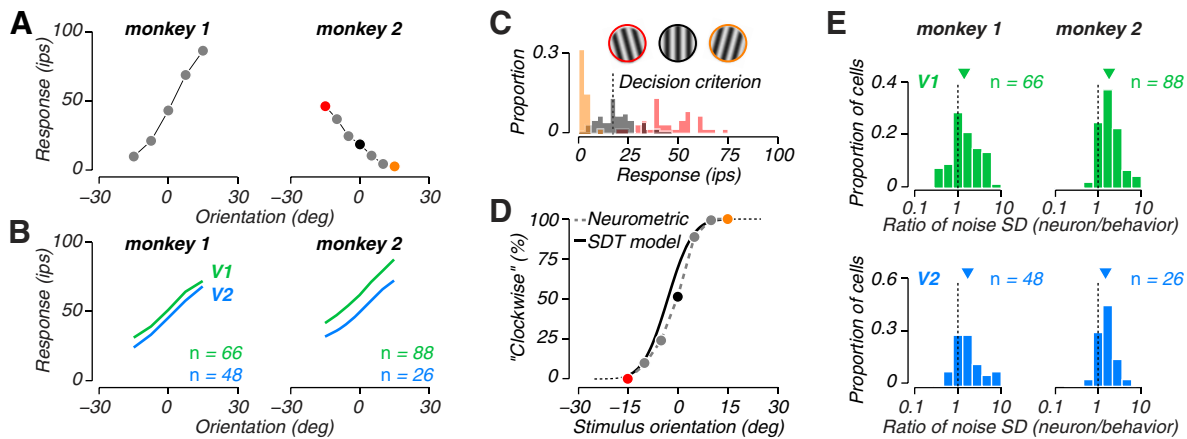 A
monkey 1
monkey 2
Response (ips)
100
50
0
−30
0
30
−30
0
30
Orientation (deg)
B
monkey 1
monkey 2
Response (ips)
100
50
0
V1
V2
n = 66
n = 48
n = 88
n = 26
−30
0
30
−30
0
30
Orientation (deg)
C
Proportion
0.3
0
Decision criterion
0
25
50
75
100
Response (ips)
D
"Clockwise" (%)
100
75
50
25
0
Neurometric
SDT model
−30
−15
0
15
30
Stimulus orientation (deg)
E
monkey 1
monkey 2
Proportion of cells
0.4
0.2
0
V1
n = 66
n = 88
0.1
1
10
0.1
1
10
Ratio of noise SD (neuron/behavior)
Proportion of cells
0.6
0.3
0
V2
n = 48
n = 26
0.1
1
10
0.1
1
10
Ratio of noise SD (neuron/behavior)